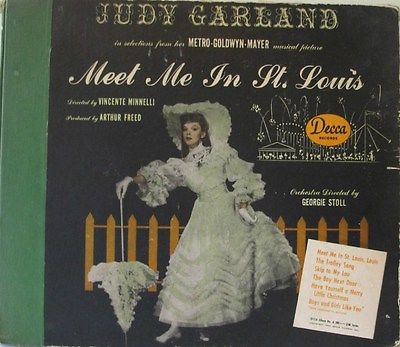 JUDY GARLAND
in selections from her METRO-GOLDWYN-MAYER musical picture
Meet Me In St. Louis
Directed by VINCENTE MINNELLI
Produced by ARTHUR FREED
Decca
RECORDS
Orchestra Directed by
GEORGIE STOLL
Meet Me In St. Louis, Louis
The Trolley Song
Skip to My Lou
The Boy Next Door
Have Yourself a Merry
Little Christmas
Boys and Girls Like You"